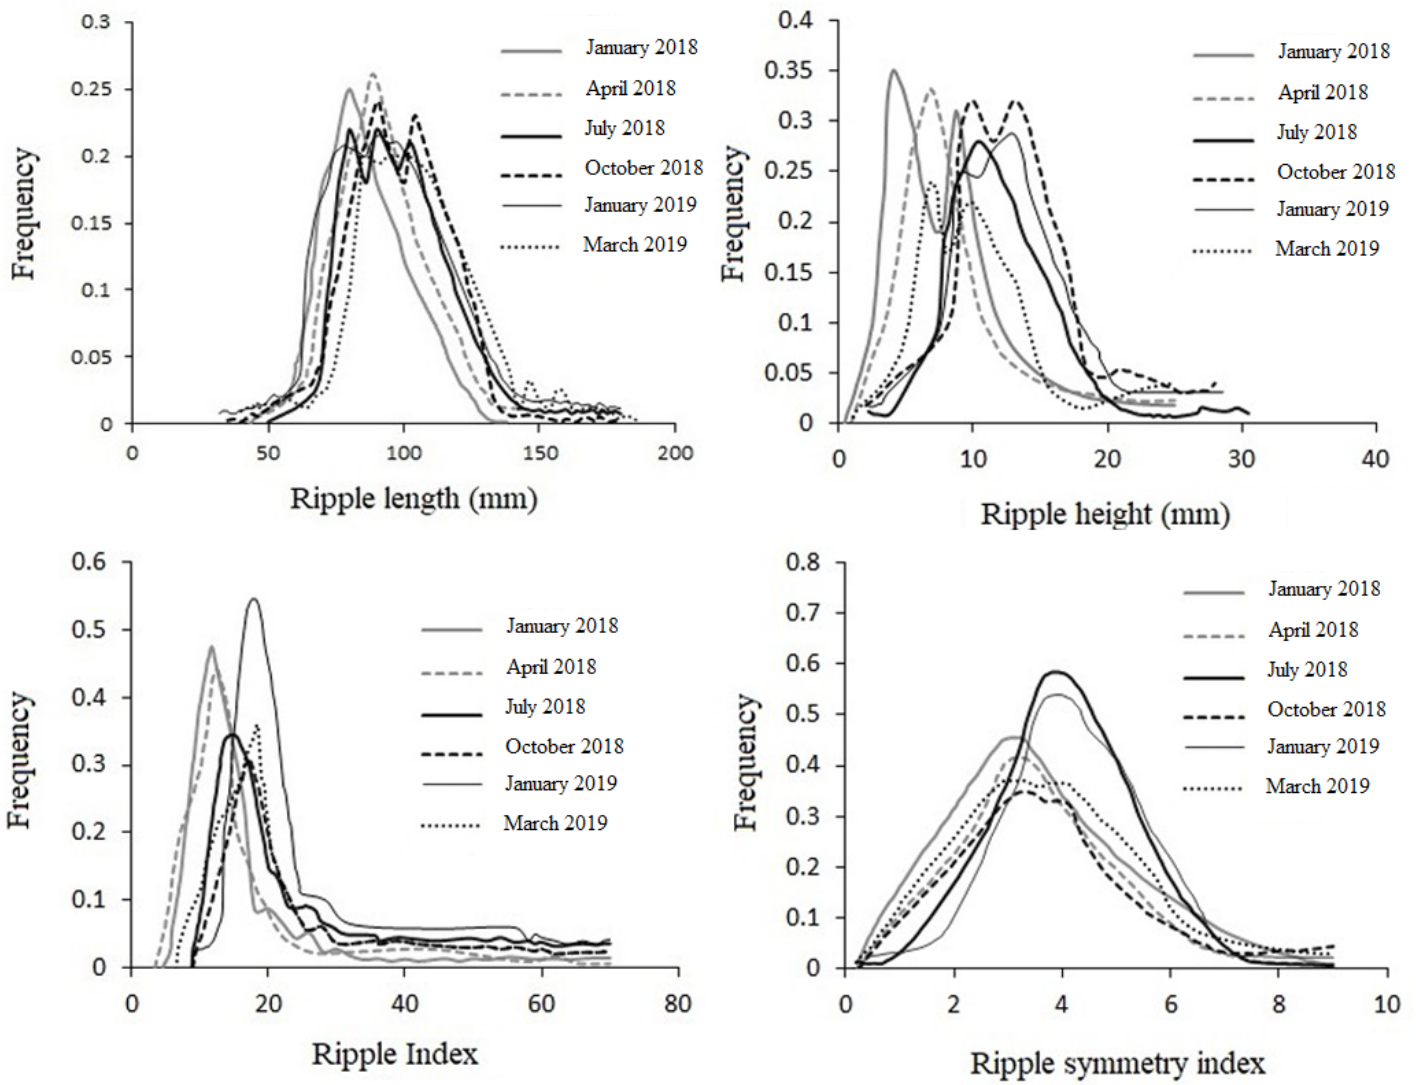 0.3
0.25
0.2
0.15
0.1
0.05
0
Frequency
January 2018
April 2018
July 2018
October 2018
January 2019
March 2019
0 50 100 150 200
Ripple length (mm)
0.4
0.35
0.3
0.25
0.2
0.15
0.1
0.05
0
Frequency
January 2018
April 2018
July 2018
October 2018
January 2019
March 2019
0 10 20 30 40
Ripple height (mm)
0.6
0.5
0.4
0.3
0.2
0.1
0
Frequency
January 2018
April 2018
July 2018
October 2018
January 2019
March 2019
0 20 40 60 80
Ripple Index
0.8
0.7
0.6
0.5
0.4
0.3
0.2
0.1
0
Frequency
January 2018
April 2018
July 2018
October 2018
January 2019
March 2019
0 2 4 6 8 10
Ripple symmetry index